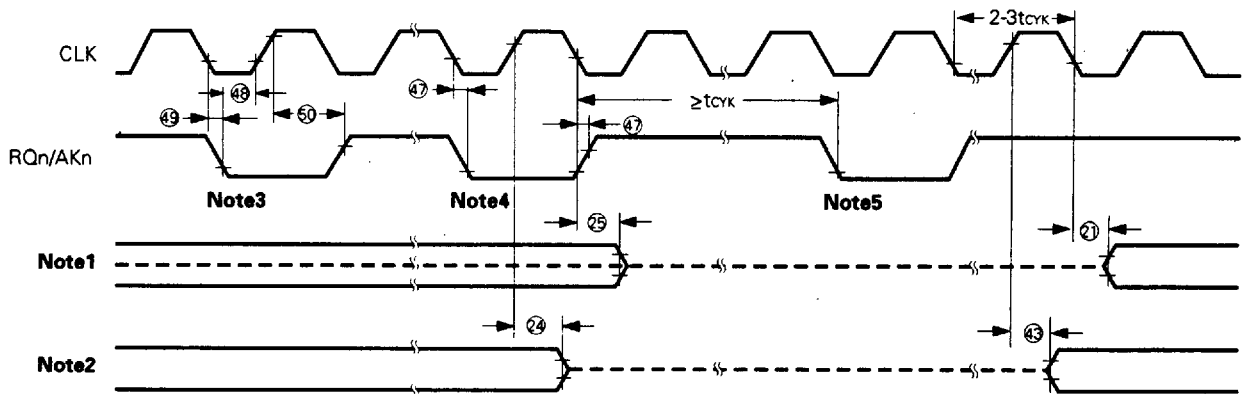 2-3tCYK
CLK
㊽
㊼
㊾
㊿
≥tCYK
㊼
RQn/AKn
Note3
Note4
Note5
㉕
㉑
Note1
㉔
㊸
Note2